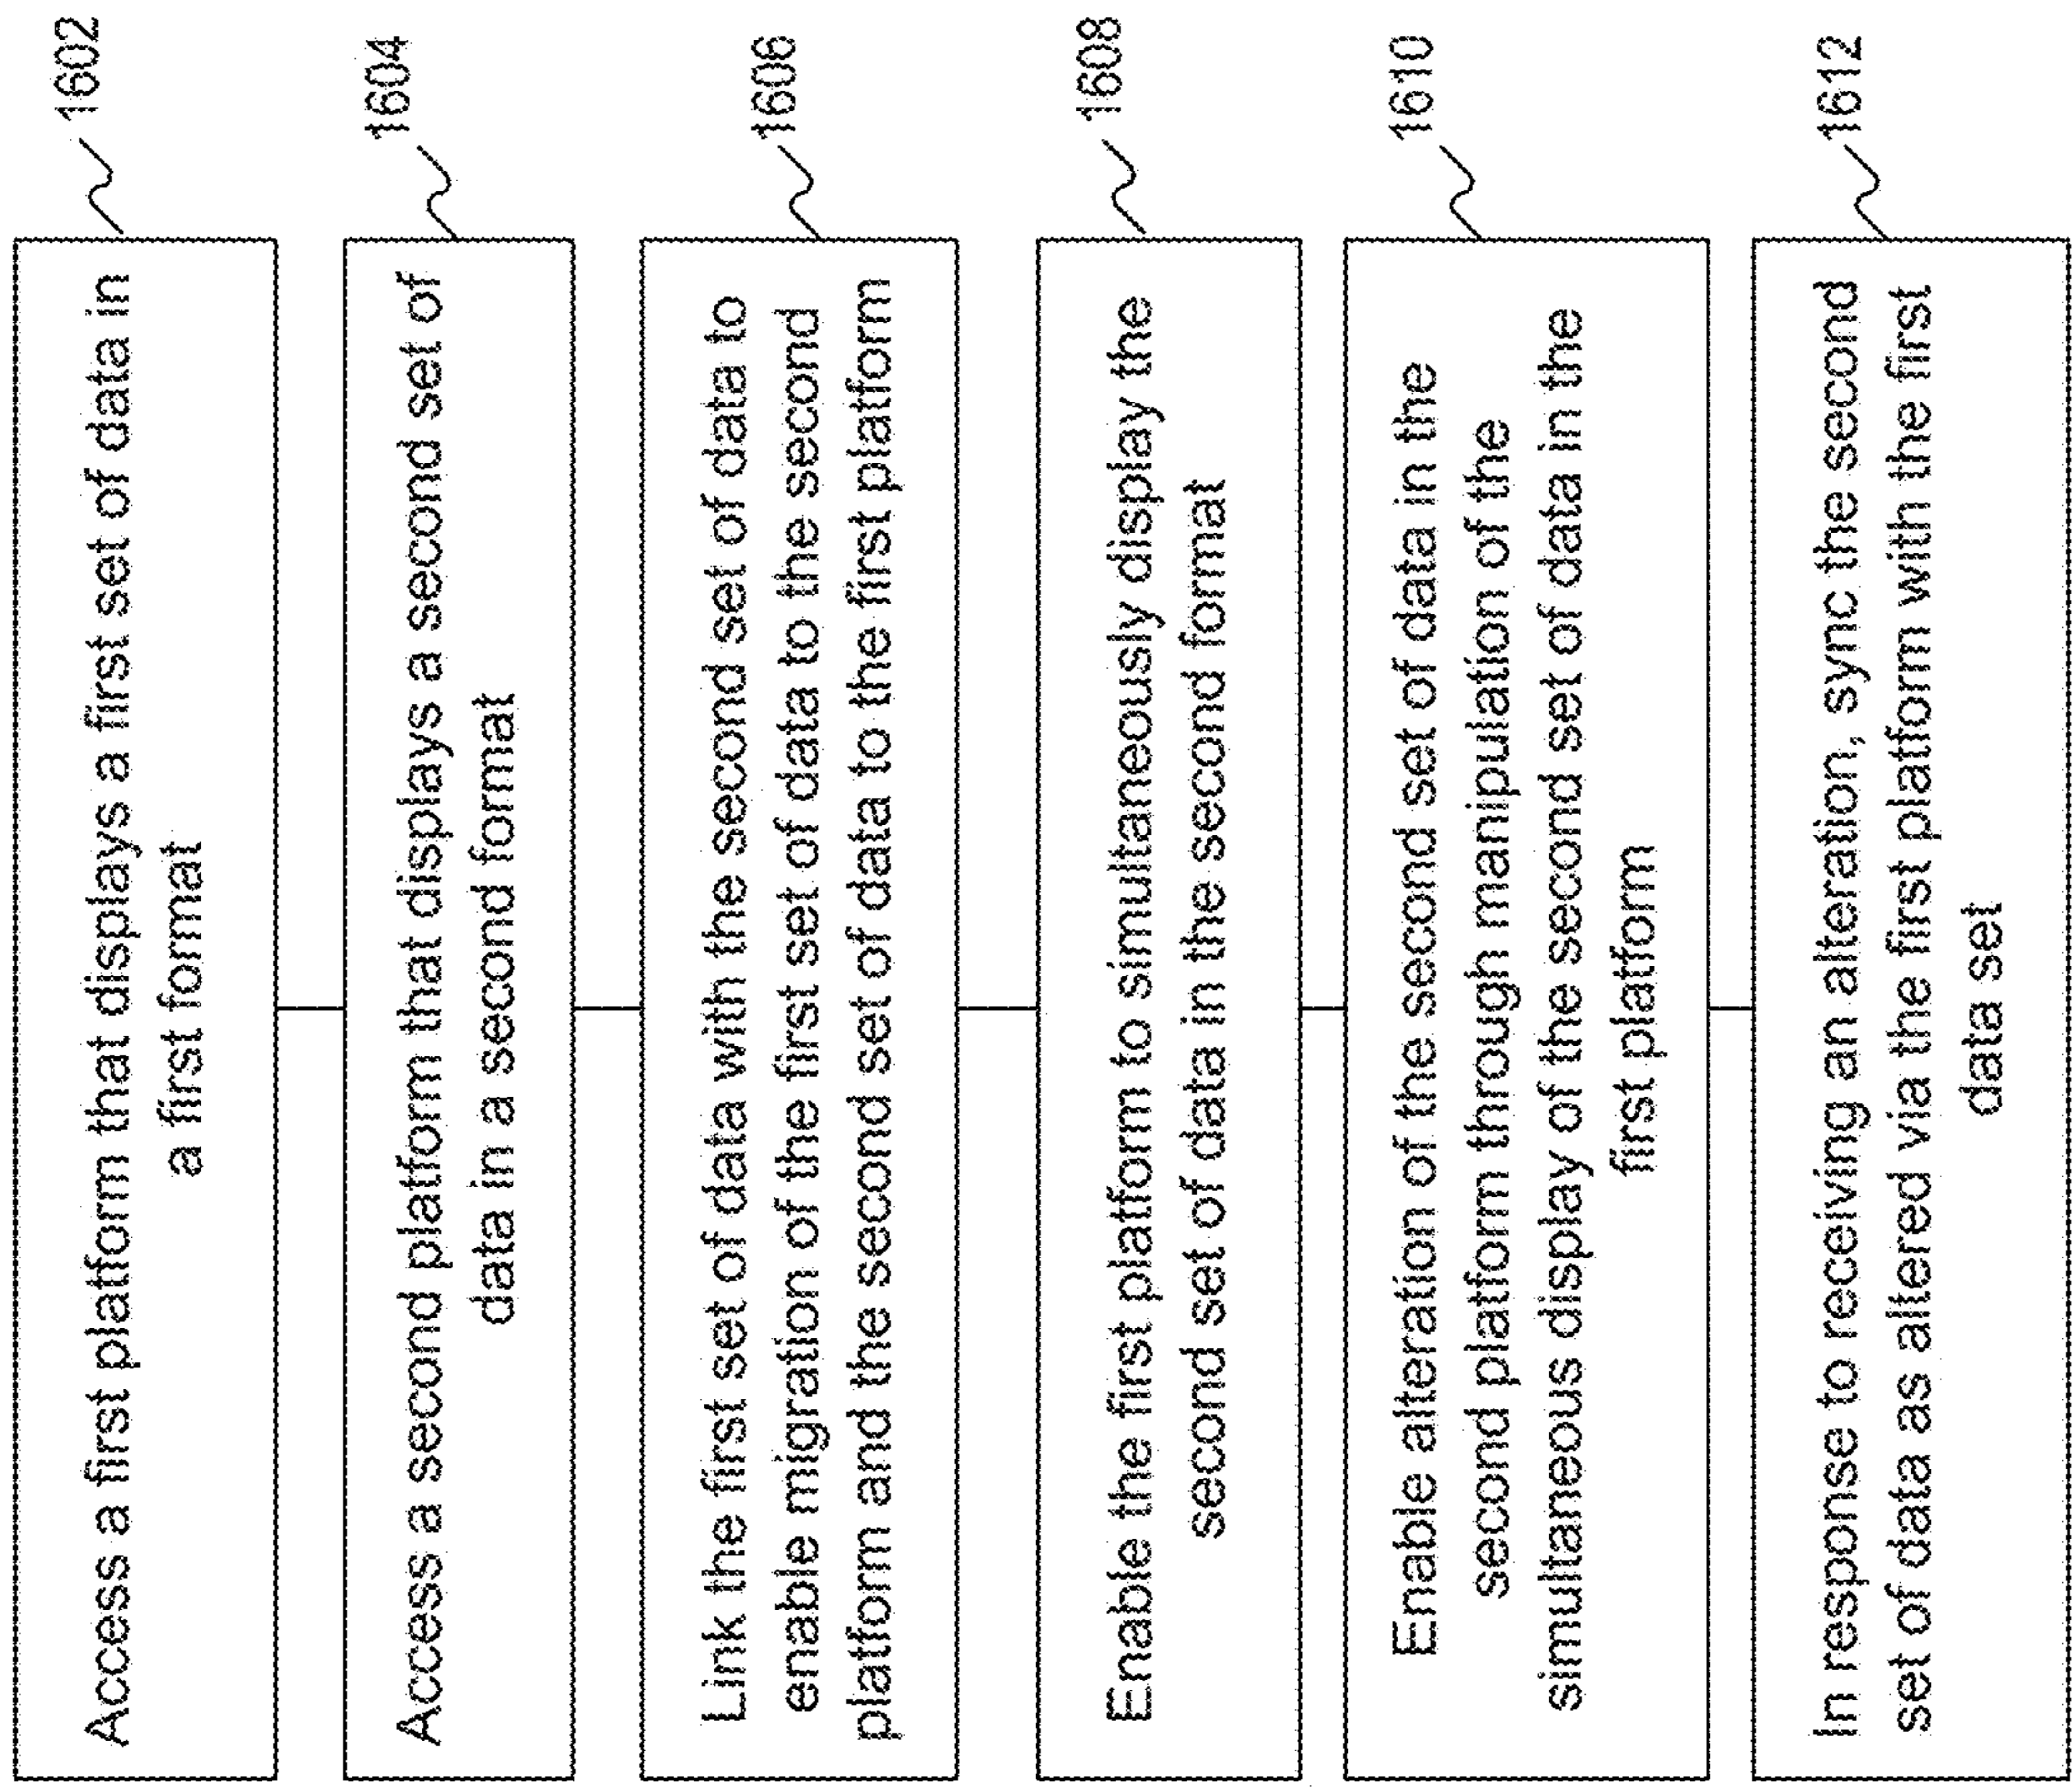 Access a first platform that displays a first set of data in
a first format
1602
Access a second platform that displays a second set of
data in a second format
1604
Link the first set of data with the second set of data to
enable migration of the first set of data to the second
platform and the second set of data to the first platform
1606
Enable the first platform to simultaneously display the
second set of data in the second format
1608
Enable alteration of the second set of data in the
second platform through manipulation of the
simultaneous display of the second set of data in the
first platform
1610
In response to receiving an alteration, sync the second
set of data as altered via the first platform with the first
data set
1612